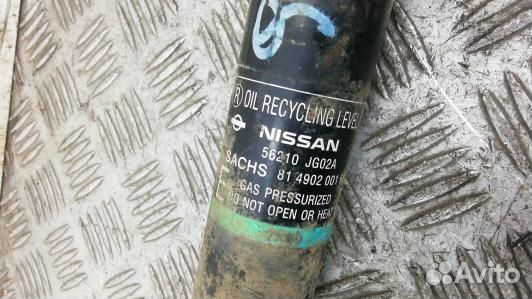 R OIL RECYCLING LEVEL
NISSAN
56210 JG02A
SACHS 81 4902 001
GAS PRESSURIZED
DO NOT OPEN OR HEAT
Avito